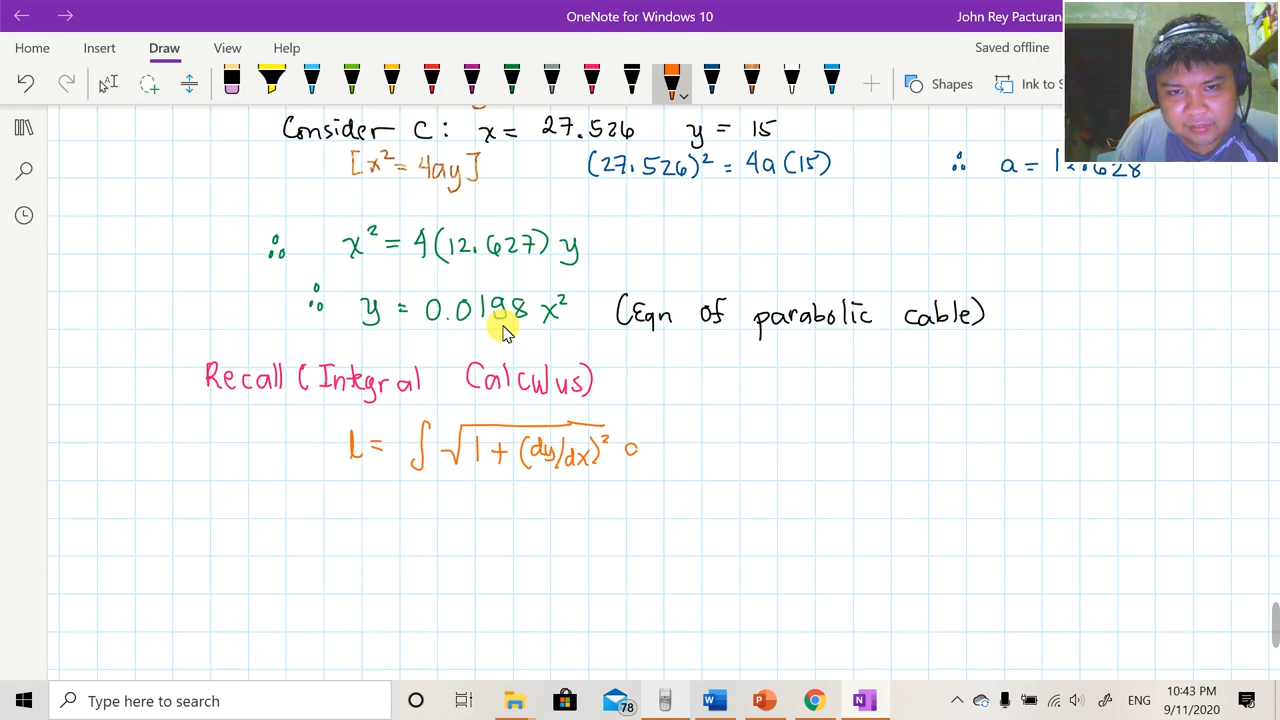 OneNote for Windows 10
John Rey Pacturan
Home Insert Draw View Help
Saved offline
Shapes
Ink to S
Consider C: x = 27.526 y = 15
[x² = 4ay] (27.526)² = 4a(15) ∴ a = 12.628
∴ x² = 4(12.627) y
∴ y = 0.0198 x² (Eqn of parabolic cable)
Recall (Integral Calculus)
L = ∫ √1 + (dy/dx)²
Type here to search
78
ENG
10:43 PM
9/11/2020